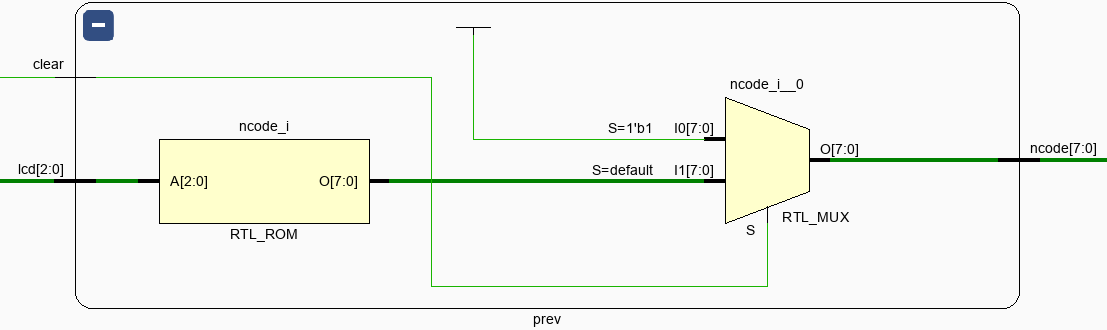 clear
ncode_i__0
ncode_i
S=1'b1 I0[7:0]
O[7:0] ncode[7:0]
lcd[2:0]
S=default I1[7:0]
A[2:0] O[7:0]
RTL_MUX
RTL_ROM
S
prev